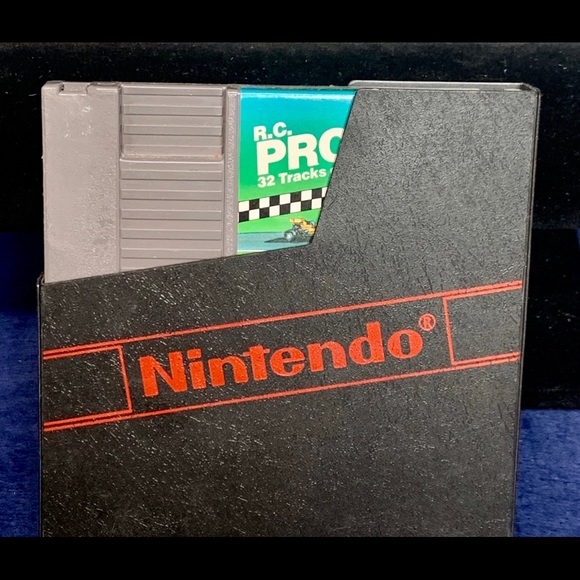 R.C.
PRO
32 Tracks
Nintendo®